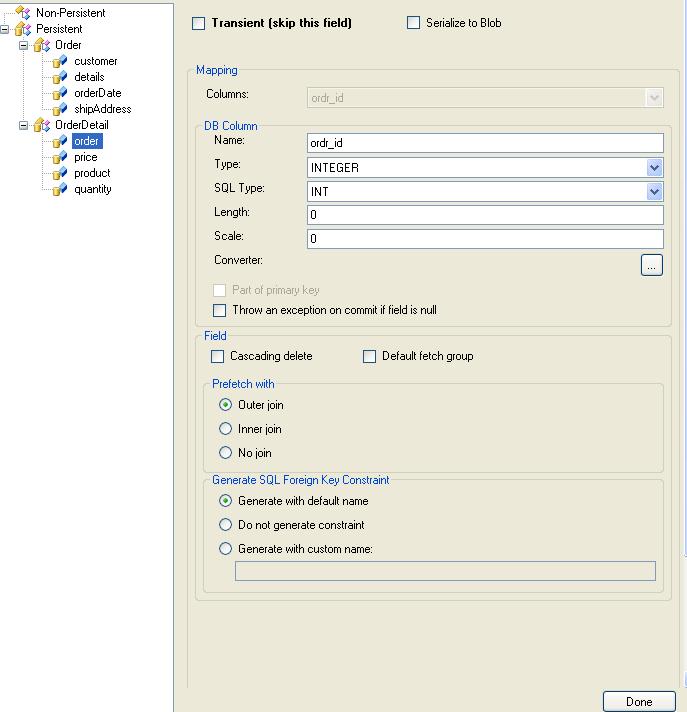 Non-Persistent
Persistent
Order
customer
details
orderDate
shipAddress
OrderDetail
order
price
product
quantity
Transient (skip this field)
Serialize to Blob
Mapping
Columns:
ordr_id
DB Column
Name:
ordr_id
Type:
INTEGER
SQL Type:
INT
Length:
0
Scale:
0
Converter:
...
Part of primary key
Throw an exception on commit if field is null
Field
Cascading delete
Default fetch group
Prefetch with
Outer join
Inner join
No join
Generate SQL Foreign Key Constraint
Generate with default name
Do not generate constraint
Generate with custom name:
Done